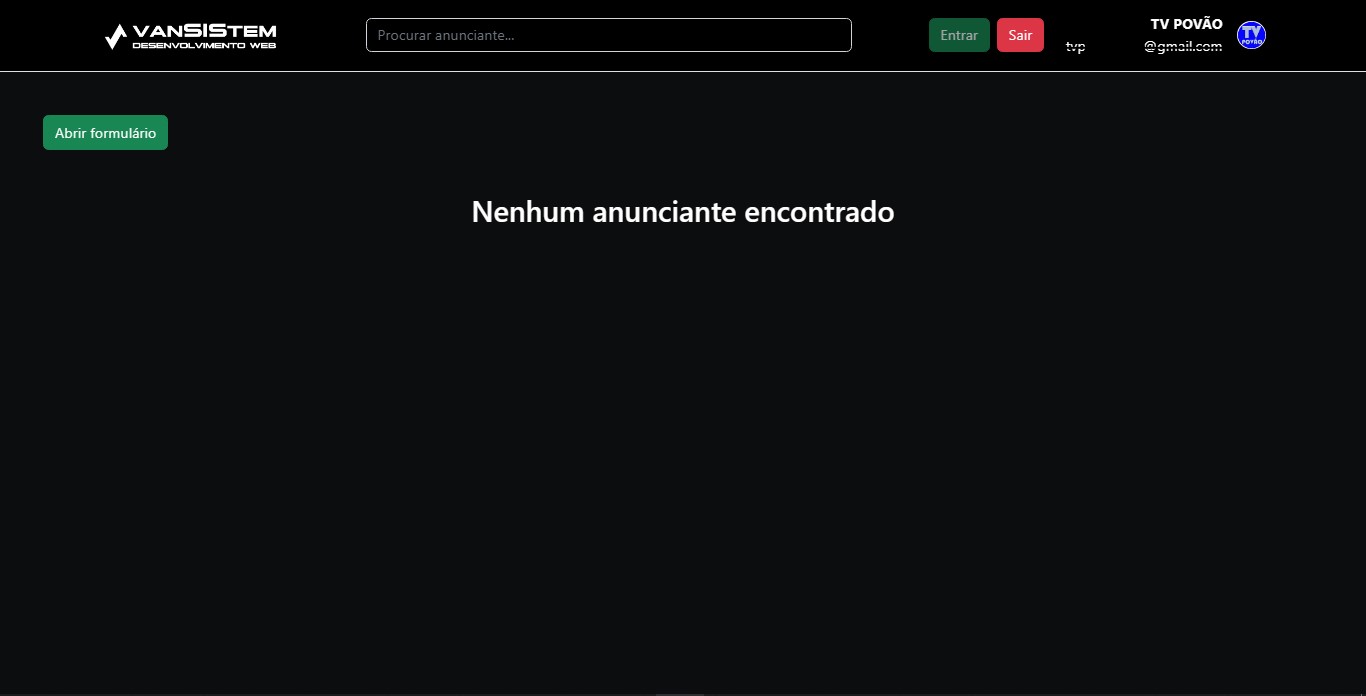 vanSISTEM
DESENVOLVIMENTO WEB
Procurar anunciante...
Entrar
Sair
TV POVÃO
tvp @gmail.com
TV
POVÃO
Abrir formulário
Nenhum anunciante encontrado